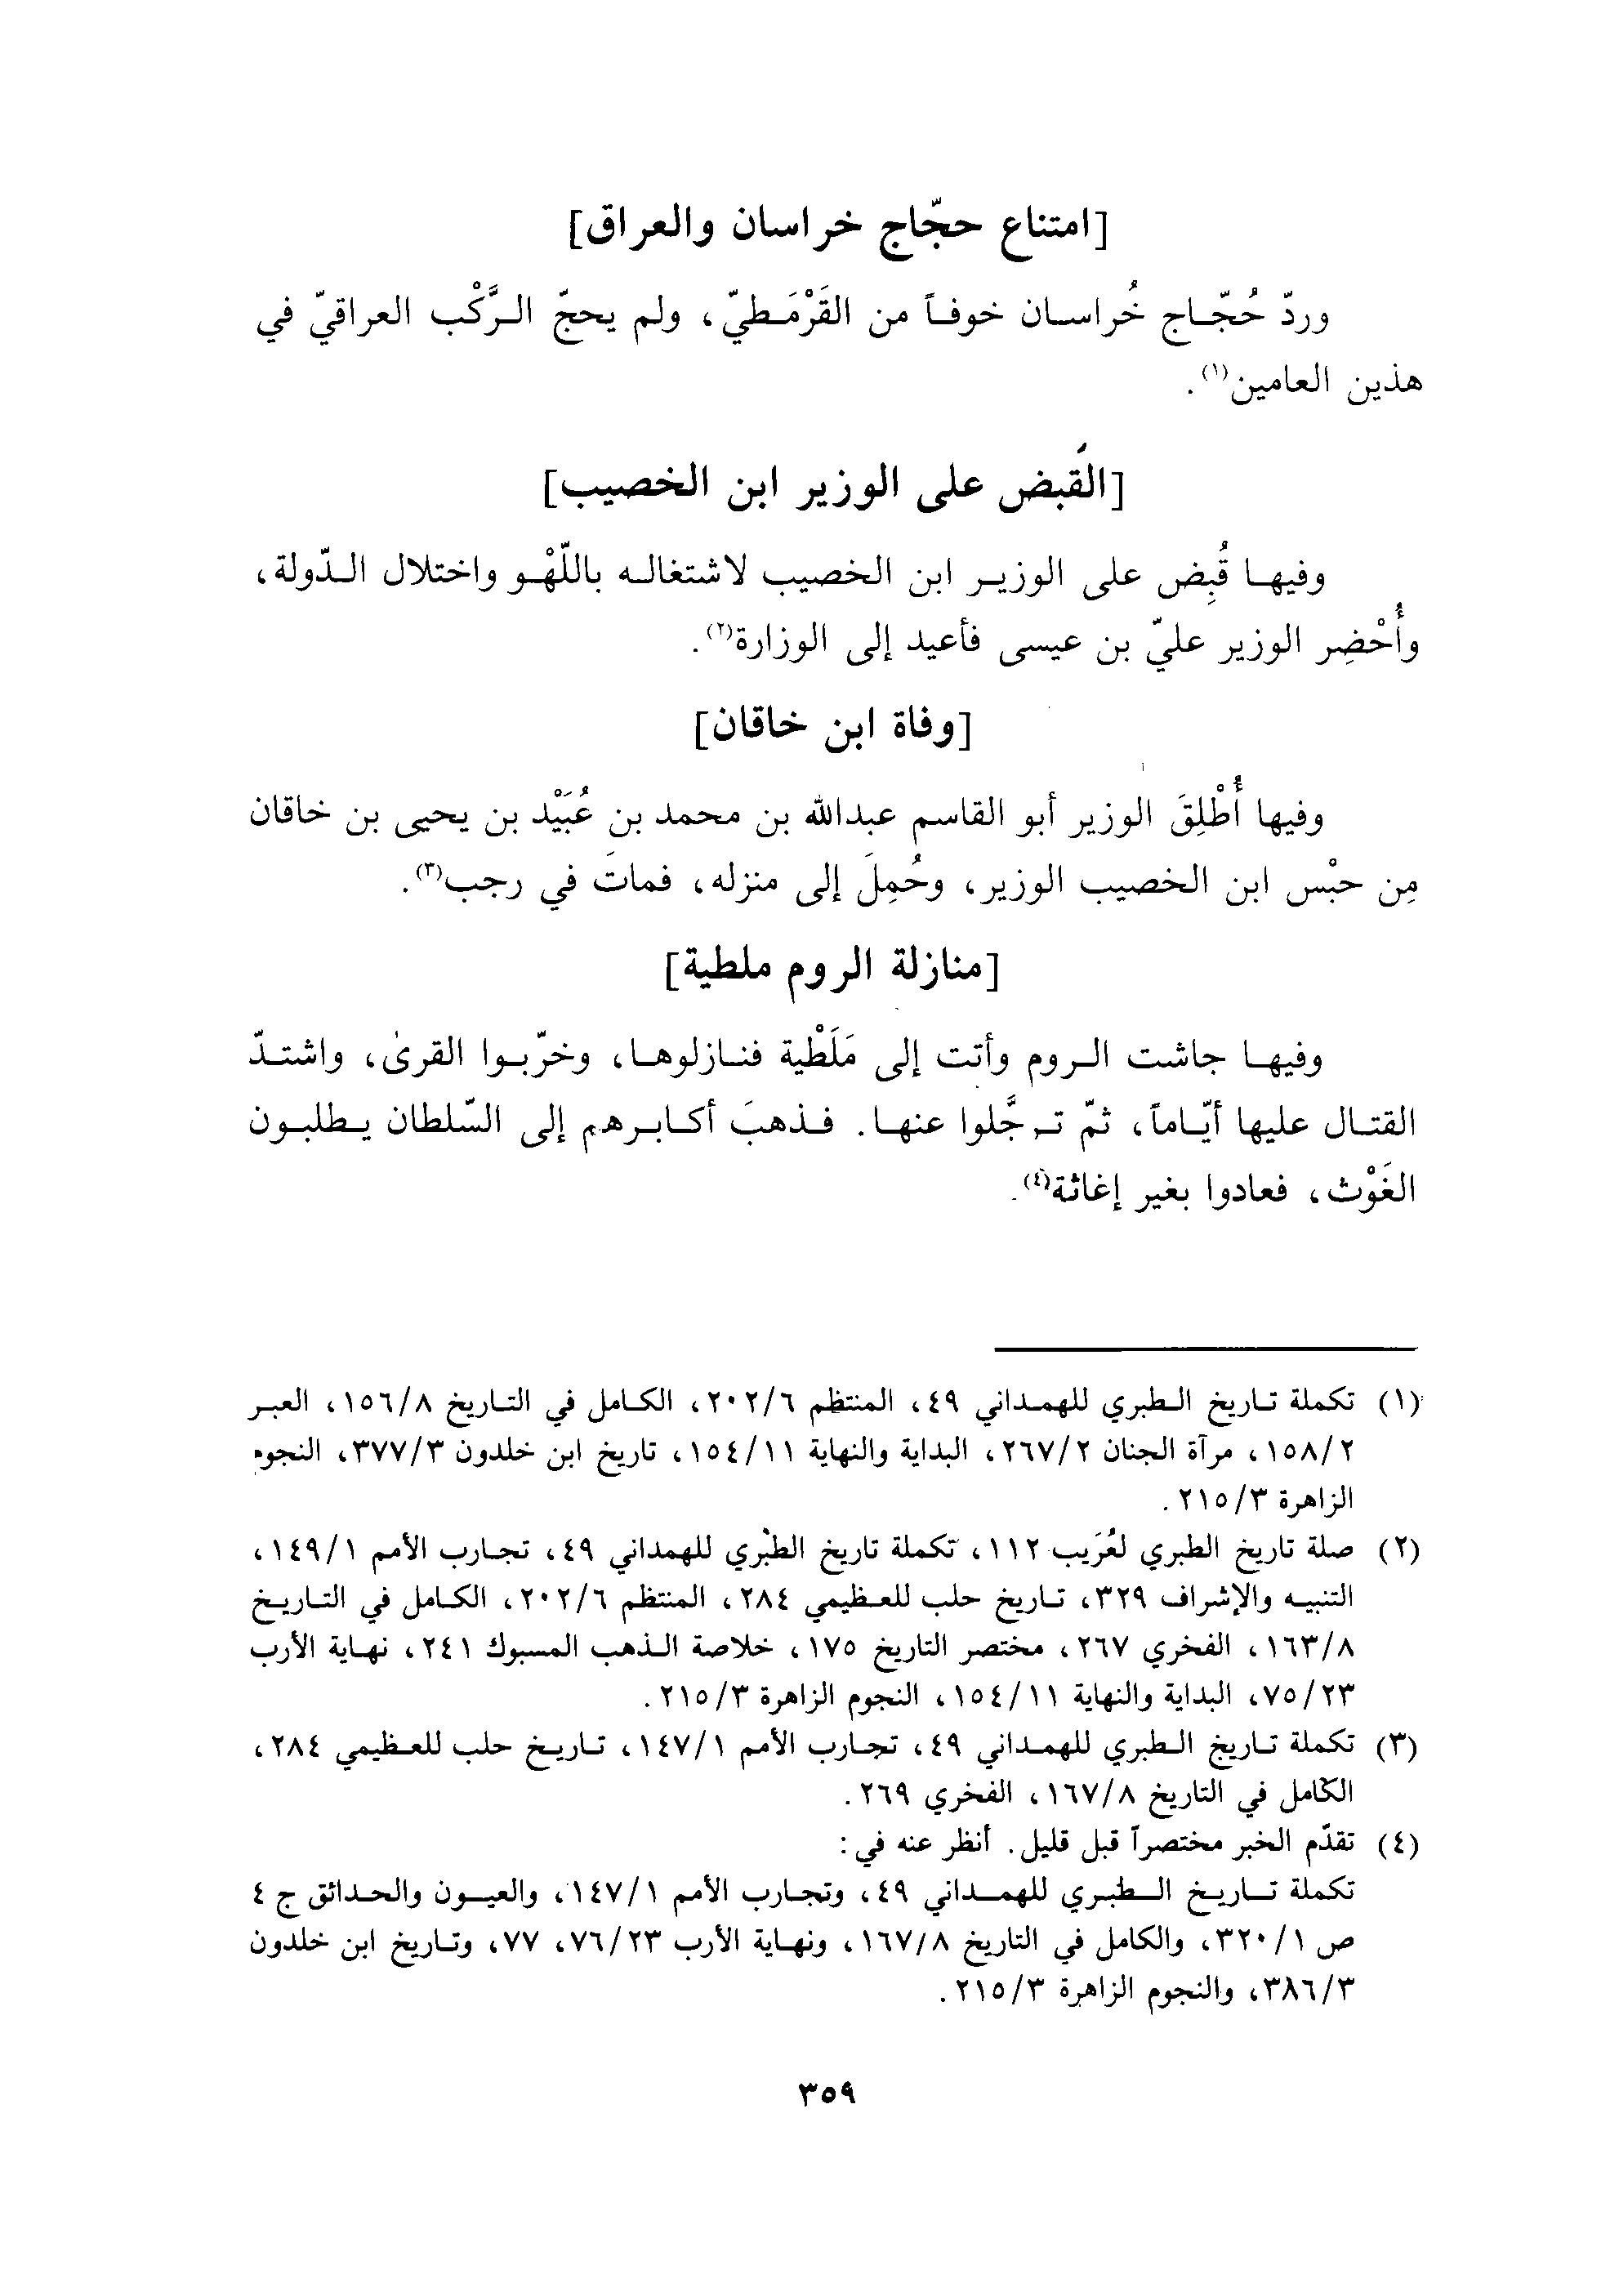 [امتناع حجّاج خراسان والعراق]
وردّ حُجّاج خُراسان خوفاً من القَرْمَطيّ، ولم يحجّ الرَّكْب العراقيّ في
هذين العامين(١).
[القَبض على الوزير ابن الخصيب]
وفيها قُبِض على الوزير ابن الخصيب لاشتغاله باللّهْو واختلال الدّولة،
وأُحْضِر الوزير عليّ بن عيسى فأعيد إلى الوزارة(٢).
[وفاة ابن خاقان]
وفيها أُطْلِقَ الوزير أبو القاسم عبدالله بن محمد بن عُبَيْد بن يحيى بن خاقان
مِن حبْس ابن الخصيب الوزير، وحُمِلَ إلى منزله، فماتَ في رجب(٣).
[منازلة الروم ملطية]
وفيها جاشت الروم وأتت إلى مَلَطْية فنازلوها، وخرّبوا القرىٰ، واشتدّ
القتال عليها أيّاماً، ثمّ ترجَّلوا عنها. فذهبَ أكابرهم إلى السّلطان يطلبون
الغَوْث، فعادوا بغير إغاثة(٤).
(١) تكملة تاريخ الطبري للهمداني ٤٩، المنتظم ٢٠٢/٦، الكامل في التاريخ ١٥٦/٨، العبر
١٥٨/٢، مرآة الجنان ٢٦٧/٢، البداية والنهاية ١٥٤/١١، تاريخ ابن خلدون ٣٧٧/٣، النجوم
الزاهرة ٢١٥/٣.
(٢) صلة تاريخ الطبري لعُرَيب ١١٢، تكملة تاريخ الطبري للهمداني ٤٩، تجارب الأمم ١٤٩/١،
التنبيه والإشراف ٣٢٩، تاريخ حلب للعظيمي ٢٨٤، المنتظم ٢٠٢/٦، الكامل في التاريخ
١٦٣/٨، الفخري ٢٦٧، مختصر التاريخ ١٧٥، خلاصة الذهب المسبوك ٢٤١، نهاية الأرب
٧٥/٢٣، البداية والنهاية ١٥٤/١١، النجوم الزاهرة ٢١٥/٣.
(٣) تكملة تاريخ الطبري للهمداني ٤٩، تجارب الأمم ١٤٧/١، تاريخ حلب للعظيمي ٢٨٤،
الكامل في التاريخ ١٦٧/٨، الفخري ٢٦٩.
(٤) تقدّم الخبر مختصراً قبل قليل. أنظر عنه في:
تكملة تاريخ الطبري للهمداني ٤٩، وتجارب الأمم ١٤٧/١، والعيون والحدائق ج ٤
ص ٣٢٠/١، والكامل في التاريخ ١٦٧/٨، ونهاية الأرب ٧٦/٢٣، ٧٧، وتاريخ ابن خلدون
٣٨٦/٣، والنجوم الزاهرة ٢١٥/٣.
٣٥٩